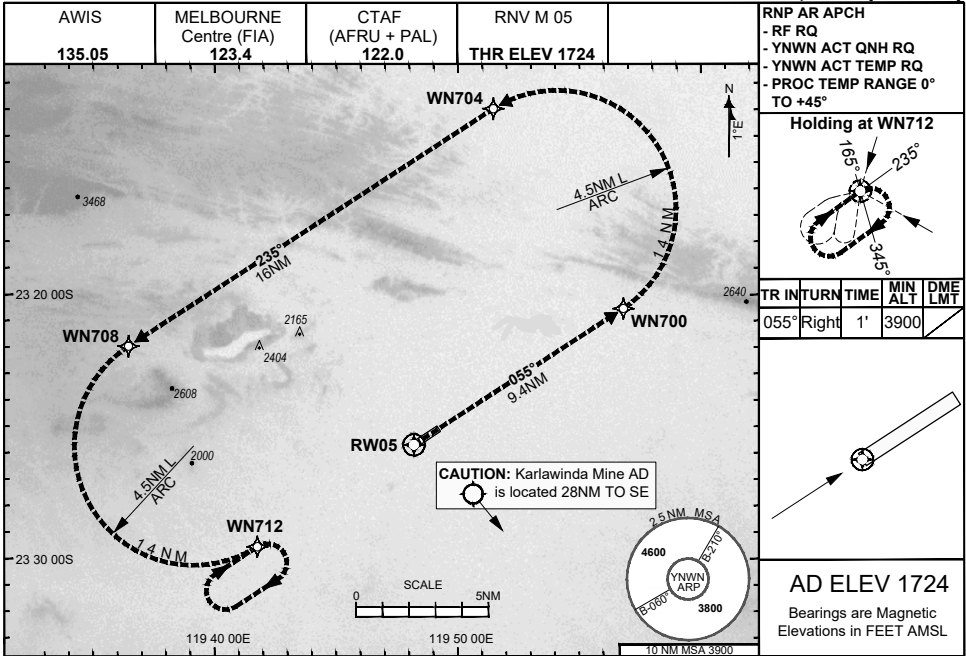 AWIS
135.05
MELBOURNE
Centre (FIA)
123.4
CTAF
(AFRU + PAL)
122.0
RNV M 05
THR ELEV 1724
RNP AR APCH
- RF RQ
- YNWN ACT QNH RQ
- YNWN ACT TEMP RQ
- PROC TEMP RANGE 0°
TO +45°
Holding at WN712
165°
235°
345°
TR IN TURN TIME MIN ALT DME LMT
055° Right 1' 3900
WN704
N
1°E
4.5NM L
ARC
14 NM
3468
235°
16NM
23 20 00S
2640
WN708
2165
2404
WN700
2608
055°
9.4NM
RW05
2000
4.5NM L
ARC
CAUTION: Karlawinda Mine AD
is located 28NM TO SE
WN712
14 NM
23 30 00S
SCALE
0 5NM
25 NM MSA
4600
B-210°
YNWN
ARP
B-060°
3800
10 NM MSA 3900
119 40 00E
119 50 00E
AD ELEV 1724
Bearings are Magnetic
Elevations in FEET AMSL